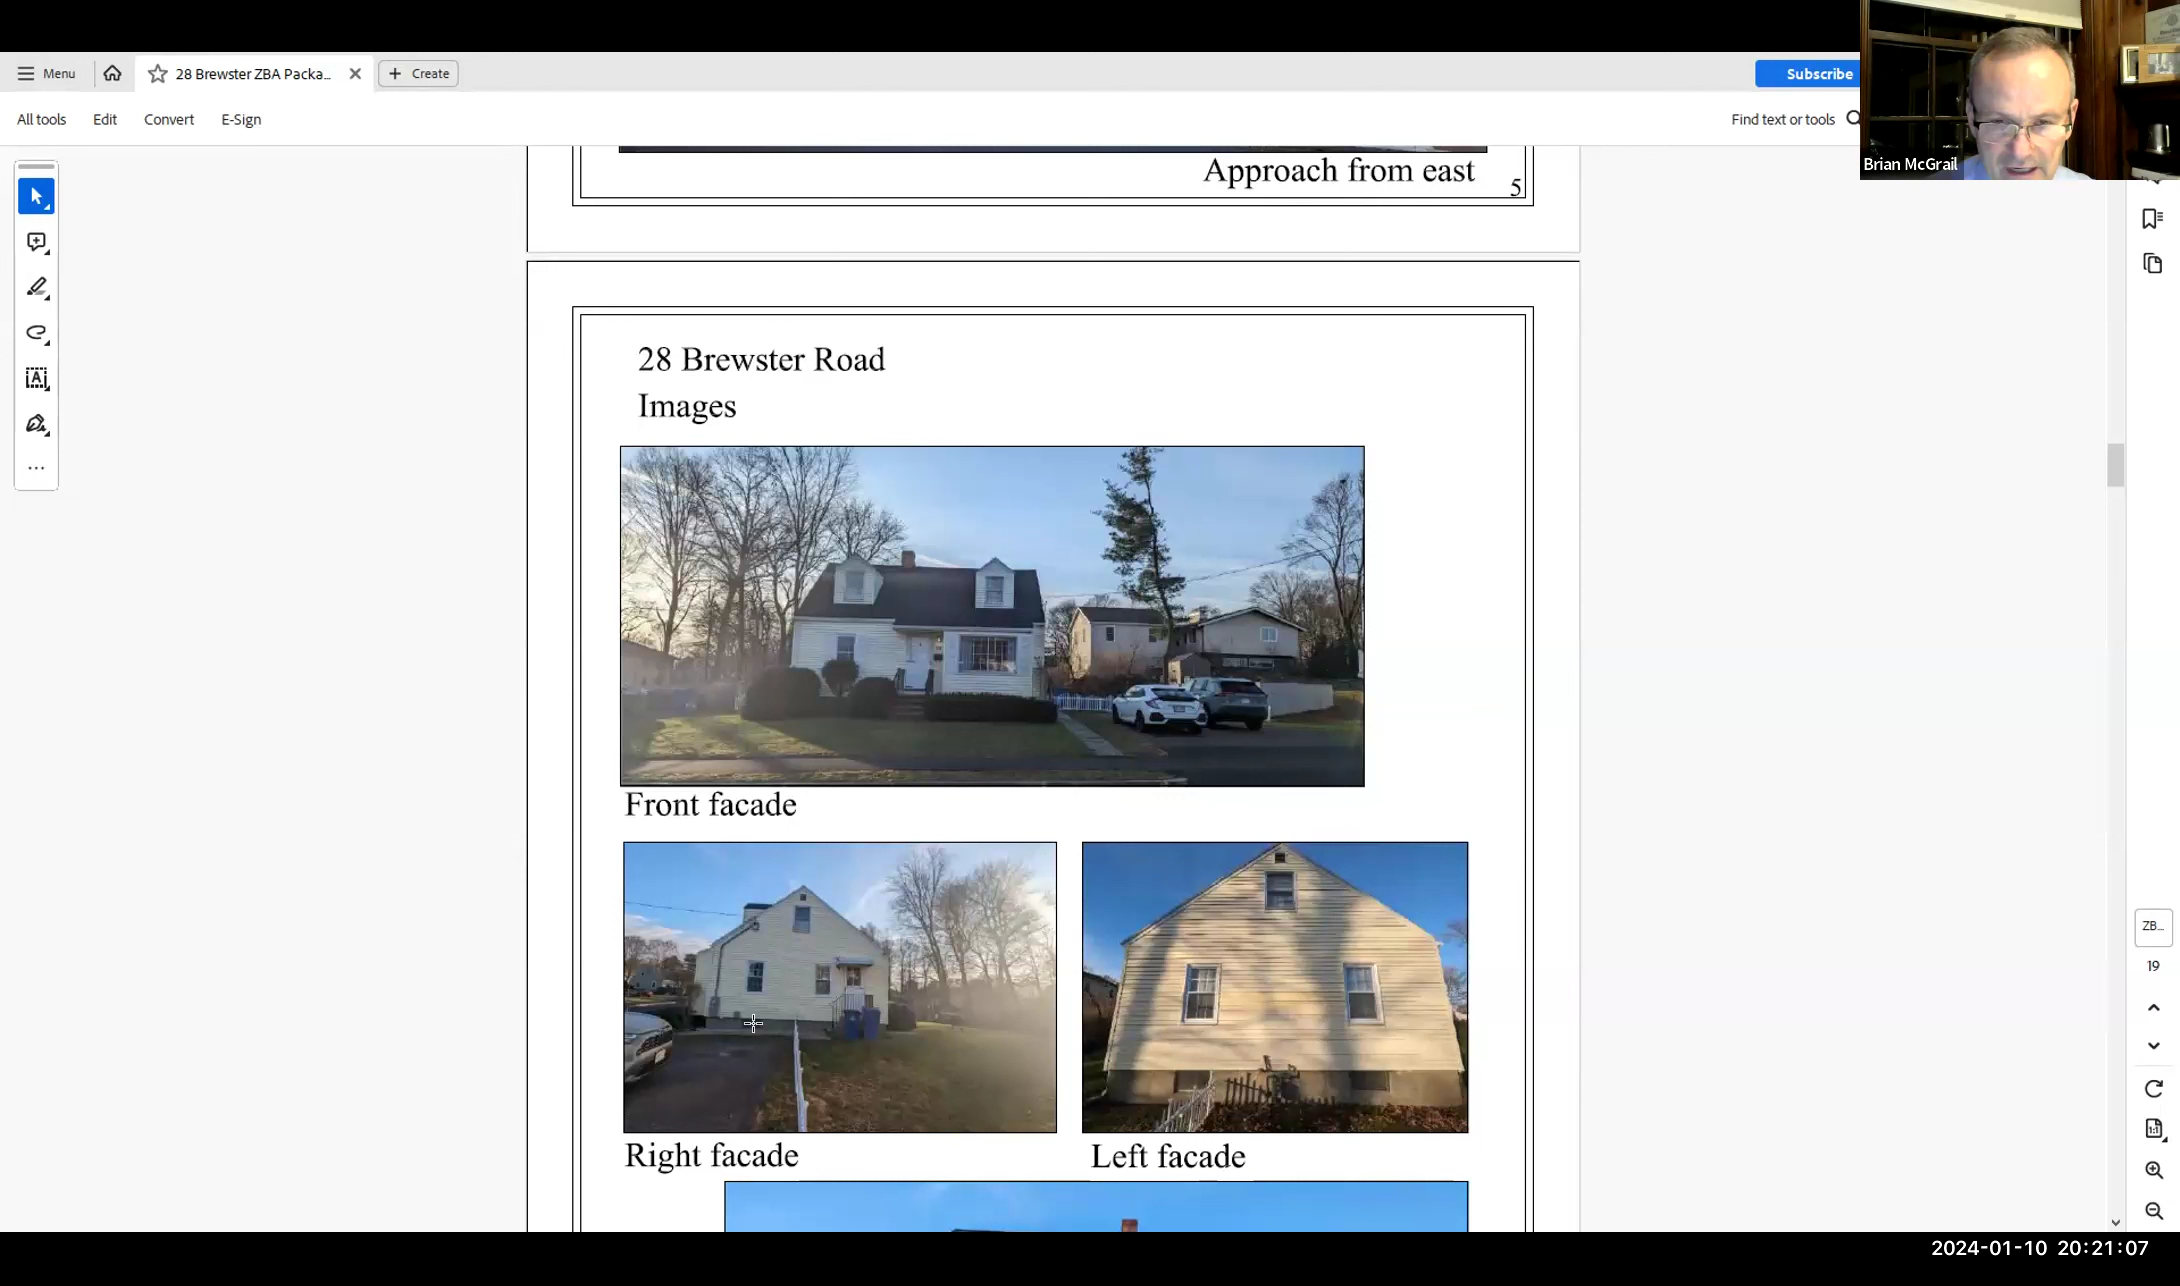 Menu
28 Brewster ZBA Packa...
Create
Subscribe
All tools
Edit
Convert
E-Sign
Find text or tools
Brian McGrail
Approach from east
5
28 Brewster Road
Images
Front facade
Right facade
Left facade
ZB...
19
1:1
2024-01-10 20:21:07